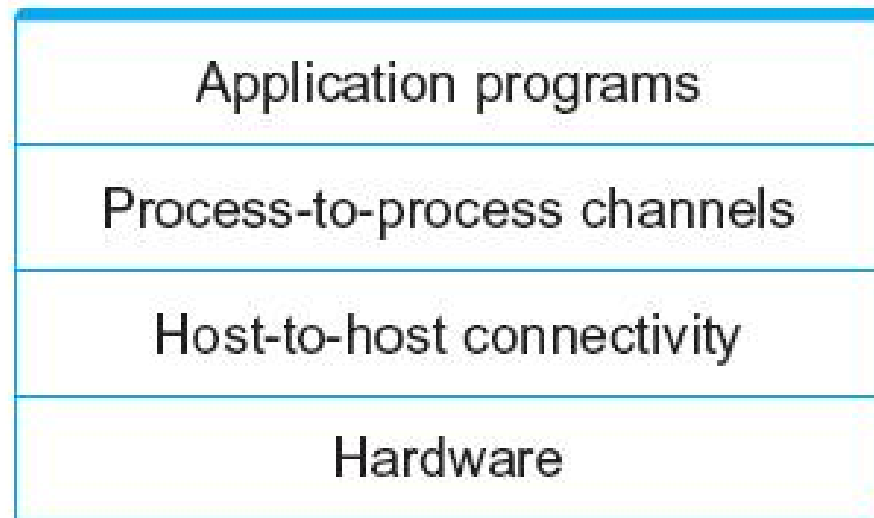 Application programs
Process-to-process channels
Host-to-host connectivity
Hardware